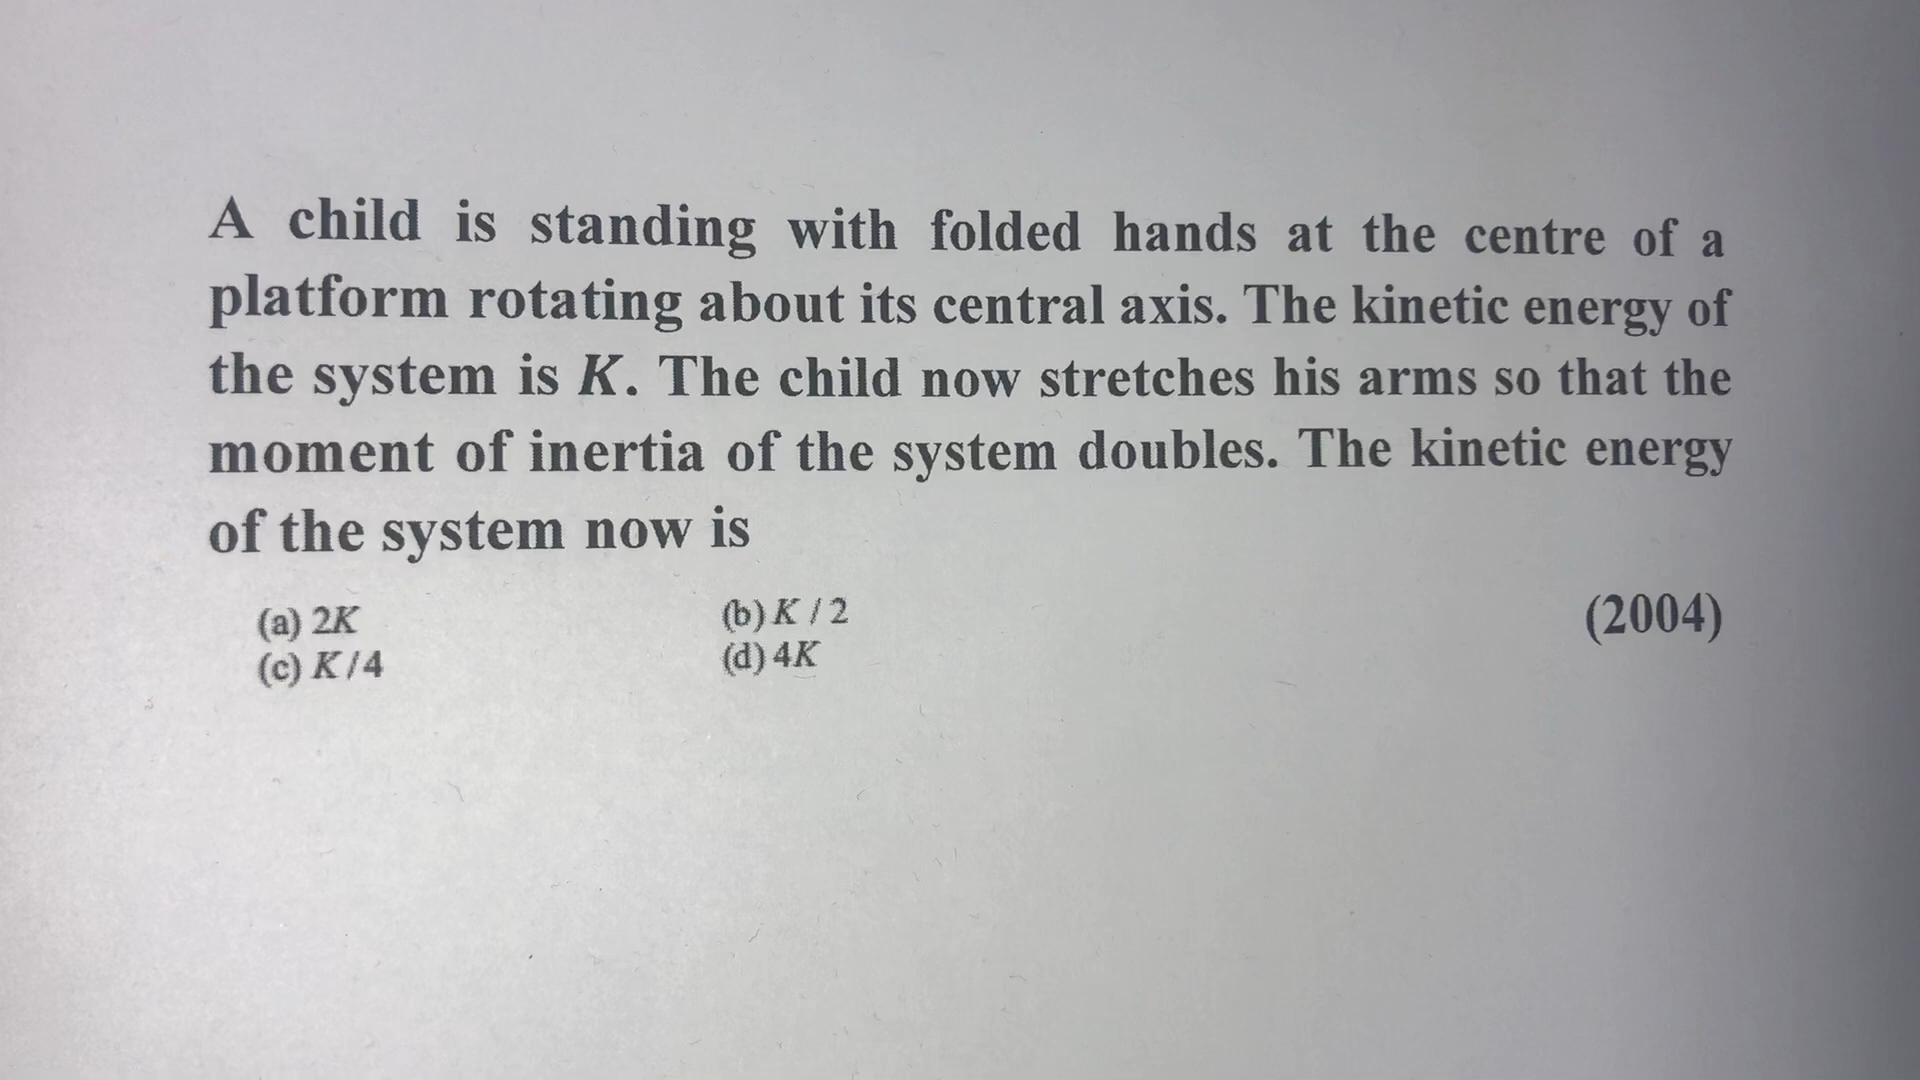 A child is standing with folded hands at the centre of a
platform rotating about its central axis. The kinetic energy of
the system is K. The child now stretches his arms so that the
moment of inertia of the system doubles. The kinetic energy
of the system now is
(a) 2K (b) K / 2 (2004)
(c) K/4 (d) 4K